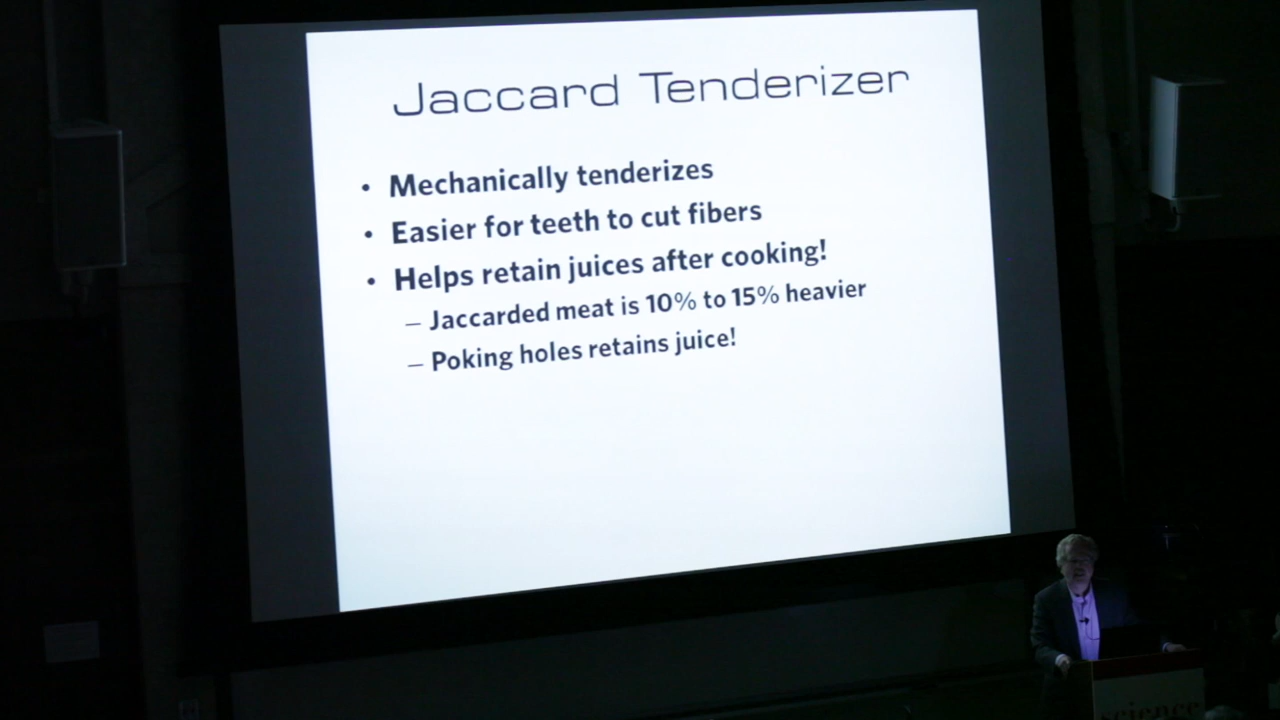 Jaccard Tenderizer
• Mechanically tenderizes
• Easier for teeth to cut fibers
• Helps retain juices after cooking!
– Jaccarded meat is 10% to 15% heavier
– Poking holes retains juice!
science